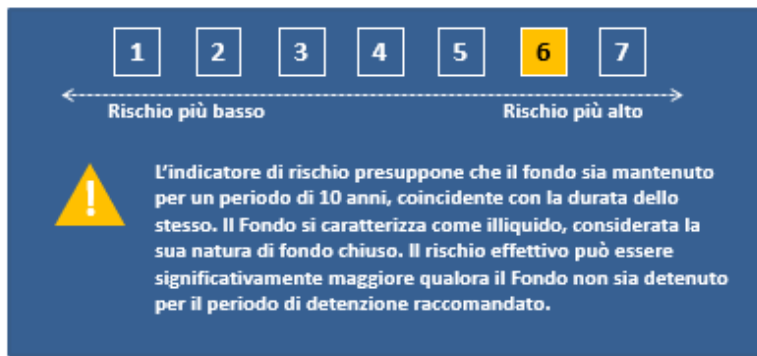 1 2 3 4 5 6 7
Rischio più basso Rischio più alto
L'indicatore di rischio presuppone che il fondo sia mantenuto
per un periodo di 10 anni, coincidente con la durata dello
stesso. Il Fondo si caratterizza come illiquido, considerata la
sua natura di fondo chiuso. Il rischio effettivo può essere
significativamente maggiore qualora il Fondo non sia detenuto
per il periodo di detenzione raccomandato.